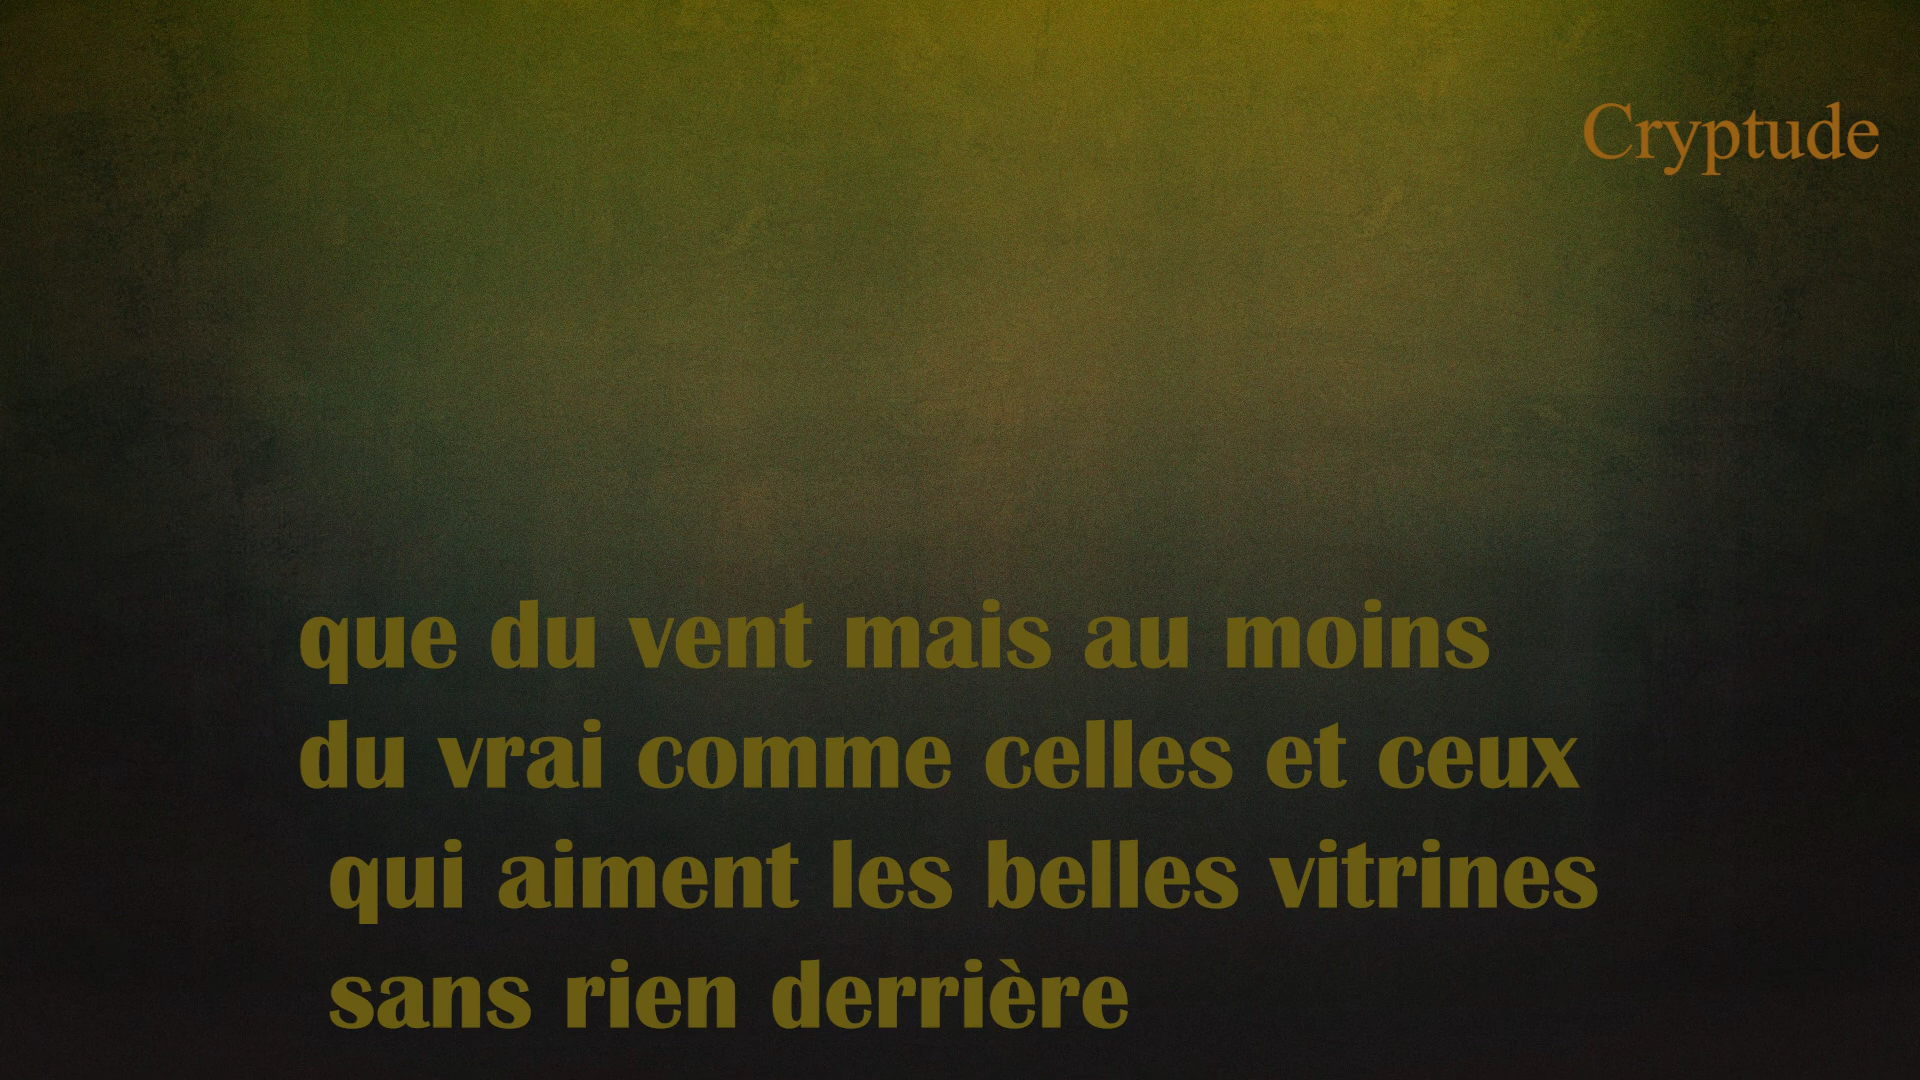 Cryptude
que du vent mais au moins
du vrai comme celles et ceux
qui aiment les belles vitrines
sans rien derrière